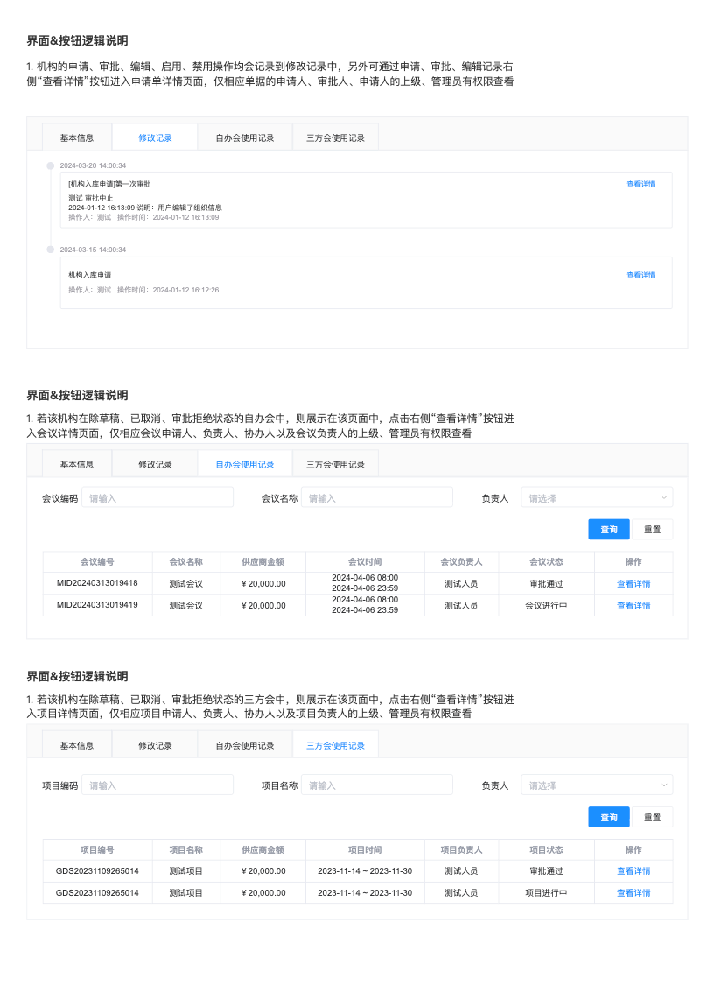 界面&按钮逻辑说明
1. 机构的申请、审批、编辑、启用、禁用操作均会记录到修改记录中，另外可通过申请、审批、编辑记录右
侧“查看详情”按钮进入申请单详情页面，仅相应单据的申请人、审批人、申请人的上级、管理员有权限查看
基本信息 修改记录 自办会使用记录 三方会使用记录
2024-03-20 14:00:34
[机构入库申请]第一次审批 查看详情
测试 审批中止
2024-01-12 16:13:09 说明：用户编辑了组织信息
操作人：测试 操作时间：2024-01-12 16:13:09
2024-03-15 14:00:34
机构入库申请 查看详情
操作人：测试 操作时间：2024-01-12 16:12:26
界面&按钮逻辑说明
1. 若该机构在除草稿、已取消、审批拒绝状态的自办会中，则展示在该页面中，点击右侧“查看详情”按钮进
入会议详情页面，仅相应会议申请人、负责人、协办人以及会议负责人的上级、管理员有权限查看
基本信息 修改记录 自办会使用记录 三方会使用记录
会议编码 请输入 会议名称 请输入 负责人 请选择
查询 重置
会议编号 会议名称 供应商金额 会议时间 会议负责人 会议状态 操作
MID20240313019418 测试会议 ¥ 20,000.00 2024-04-06 08:00 2024-04-06 23:59 测试人员 审批通过 查看详情
MID20240313019419 测试会议 ¥ 20,000.00 2024-04-06 08:00 2024-04-06 23:59 测试人员 会议进行中 查看详情
界面&按钮逻辑说明
1. 若该机构在除草稿、已取消、审批拒绝状态的三方会中，则展示在该页面中，点击右侧“查看详情”按钮进
入项目详情页面，仅相应项目申请人、负责人、协办人以及项目负责人的上级、管理员有权限查看
基本信息 修改记录 自办会使用记录 三方会使用记录
项目编码 请输入 项目名称 请输入 负责人 请选择
查询 重置
项目编号 项目名称 供应商金额 项目时间 项目负责人 项目状态 操作
GDS20231109265014 测试项目 ¥ 20,000.00 2023-11-14 ~ 2023-11-30 测试人员 审批通过 查看详情
GDS20231109265014 测试项目 ¥ 20,000.00 2023-11-14 ~ 2023-11-30 测试人员 项目进行中 查看详情